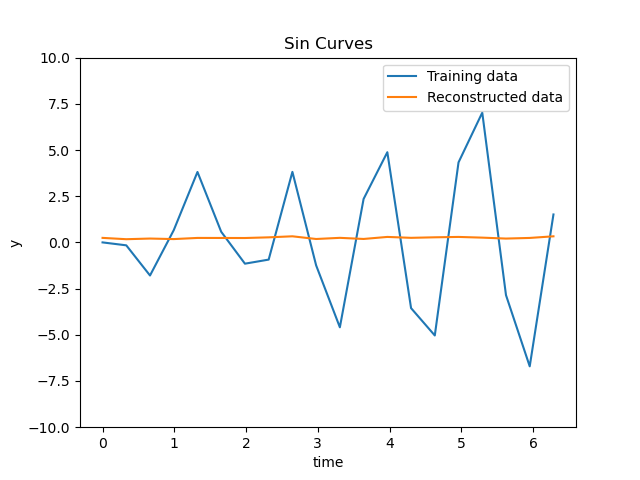 Sin Curves
Training data
Reconstructed data
10.0
7.5
5.0
2.5
0.0
−2.5
−5.0
−7.5
−10.0
y
0 1 2 3 4 5 6
time